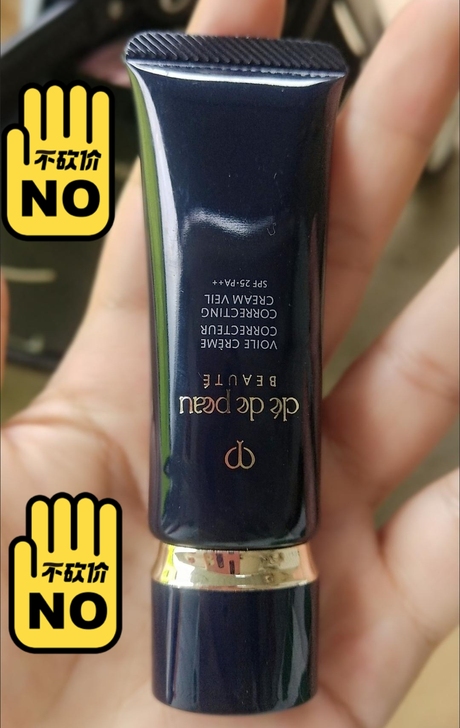 不砍价
NO
clé de peau
BEAUTÉ
VOILE CRÈME
CORRECTEUR
CORRECTING
CREAM VEIL
SPF 25·PA++
不砍价
NO